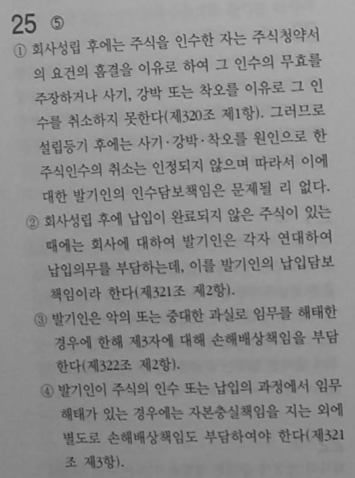 25 ⑤
① 회사성립 후에는 주식을 인수한 자는 주식청약서
의 요건의 흠결을 이유로 하여 그 인수의 무효를
주장하거나 사기, 강박 또는 착오를 이유로 그 인
수를 취소하지 못한다(제320조 제1항). 그러므로
설립등기 후에는 사기·강박·착오를 원인으로 한
주식인수의 취소는 인정되지 않으며 따라서 이에
대한 발기인의 인수담보책임은 문제될 리 없다.
② 회사성립 후에 납입이 완료되지 않은 주식이 있는
때에는 회사에 대하여 발기인은 각자 연대하여
납입의무를 부담하는데, 이를 발기인의 납입담보
책임이라 한다(제321조 제2항).
③ 발기인은 악의 또는 중대한 과실로 임무를 해태한
경우에 한해 제3자에 대해 손해배상책임을 부담
한다(제322조 제2항).
④ 발기인이 주식의 인수 또는 납입의 과정에서 임무
해태가 있는 경우에는 자본충실책임을 지는 외에
별도로 손해배상책임도 부담하여야 한다(제321
조 제3항).